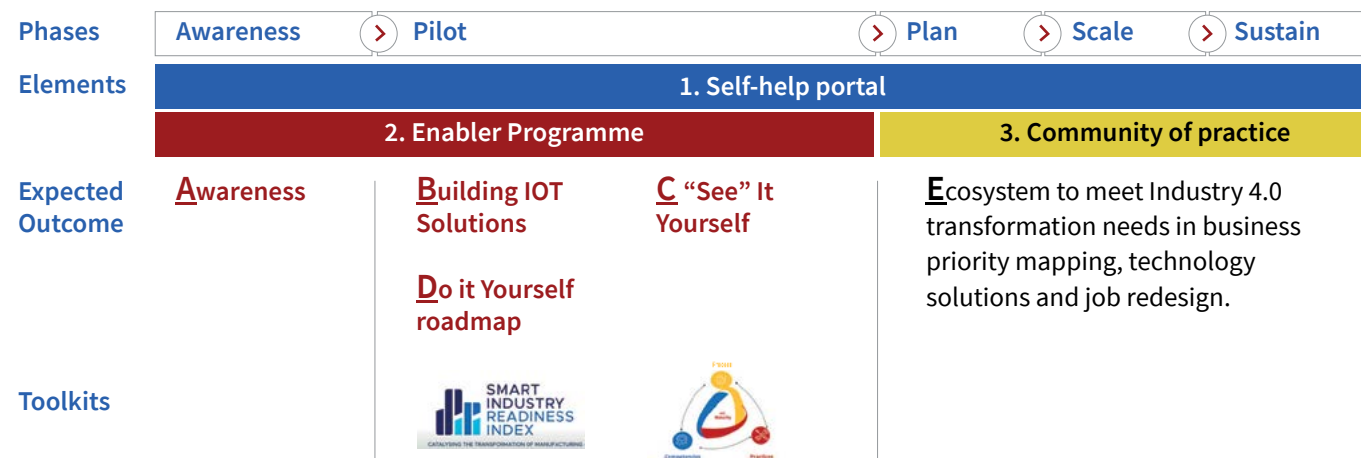 Phases
Awareness
Pilot
Plan
Scale
Sustain
Elements
1. Self-help portal
2. Enabler Programme
3. Community of practice
Expected
Outcome
Awareness
Building IOT
Solutions
C “See” It
Yourself
Do it Yourself
roadmap
Ecosystem to meet Industry 4.0
transformation needs in business
priority mapping, technology
solutions and job redesign.
Toolkits
SMART
INDUSTRY
READINESS
INDEX
CATALYSING THE TRANSFORMATION OF MANUFACTURING
Competencies
Practices